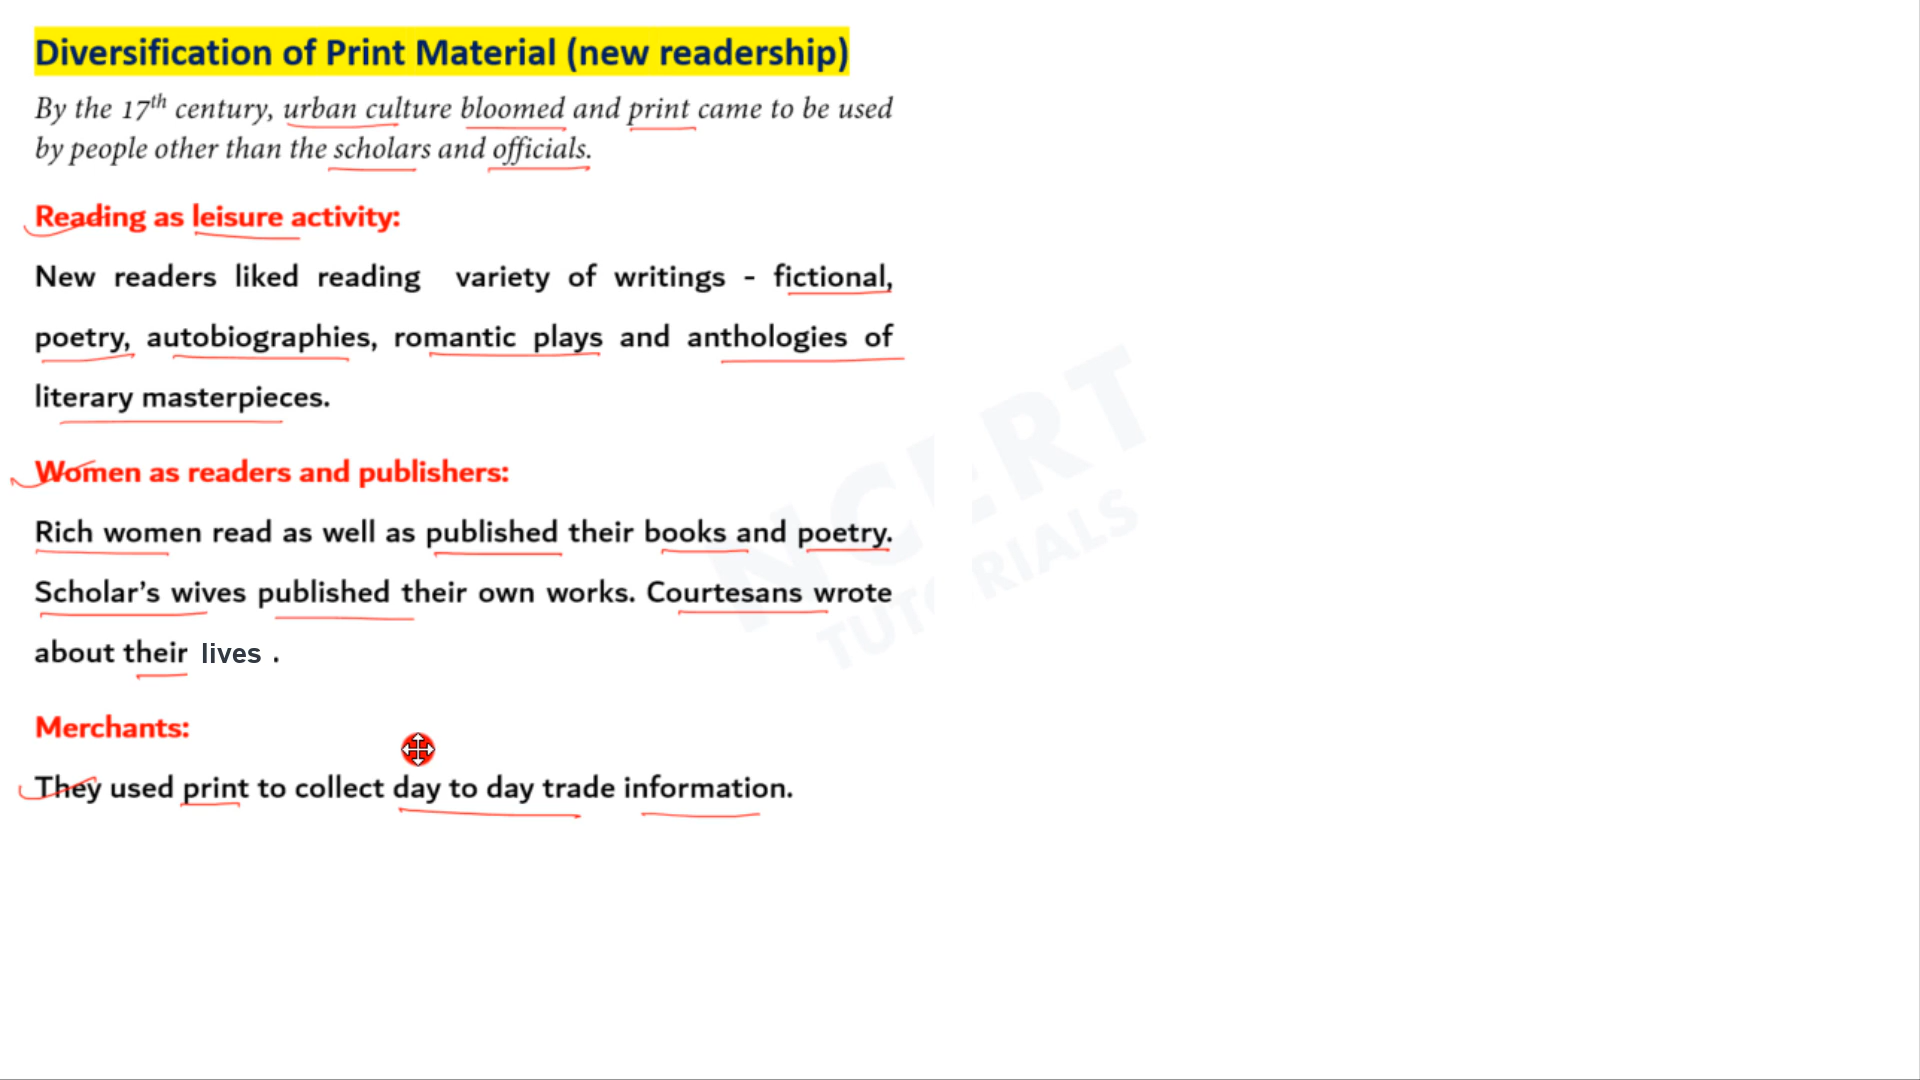 Diversification of Print Material (new readership)
By the 17th century, urban culture bloomed and print came to be used
by people other than the scholars and officials.
Reading as leisure activity:
New readers liked reading variety of writings - fictional,
poetry, autobiographies, romantic plays and anthologies of
literary masterpieces.
Women as readers and publishers:
Rich women read as well as published their books and poetry.
Scholar’s wives published their own works. Courtesans wrote
about their lives .
Merchants:
They used print to collect day to day trade information.
NCERT
TUTORIALS